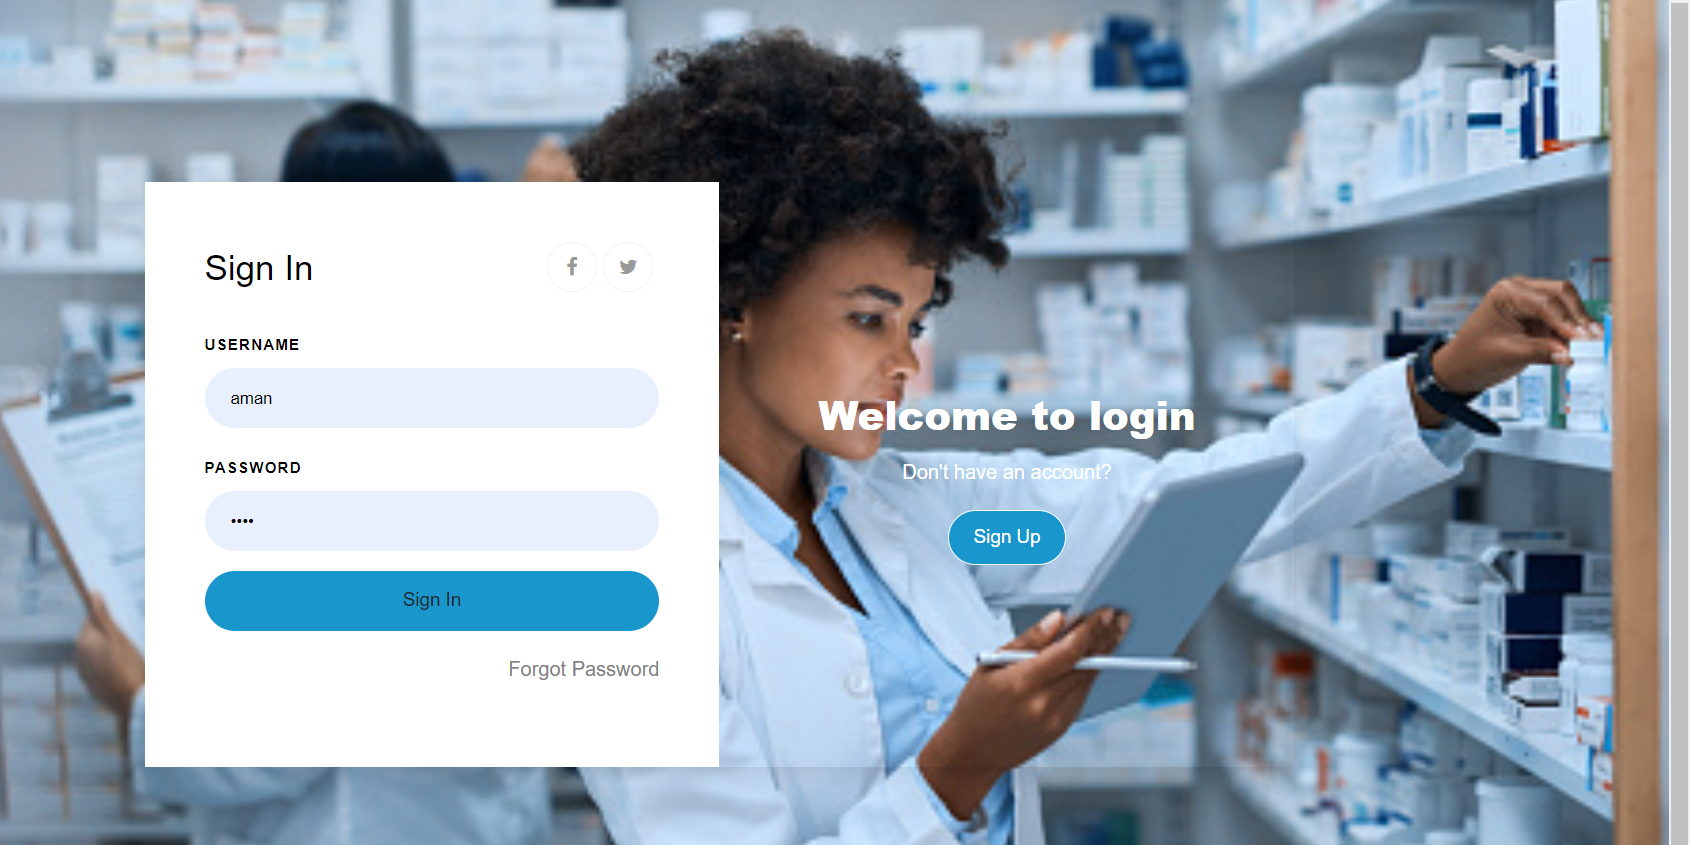 Sign In
USERNAME
aman
PASSWORD
••••
Sign In
Forgot Password
Welcome to login
Don't have an account?
Sign Up